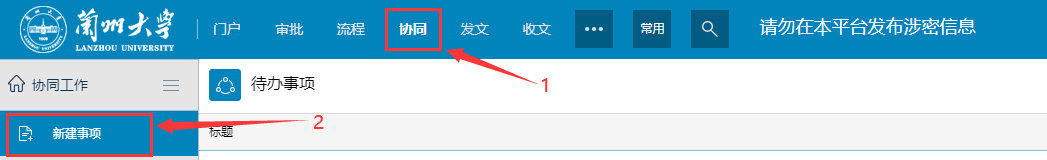 兰州大学
LANZHOU UNIVERSITY
门户 审批 流程 协同 发文 收文 ••• 常用 请勿在本平台发布涉密信息
1
协同工作 待办事项
新建事项 2 标题